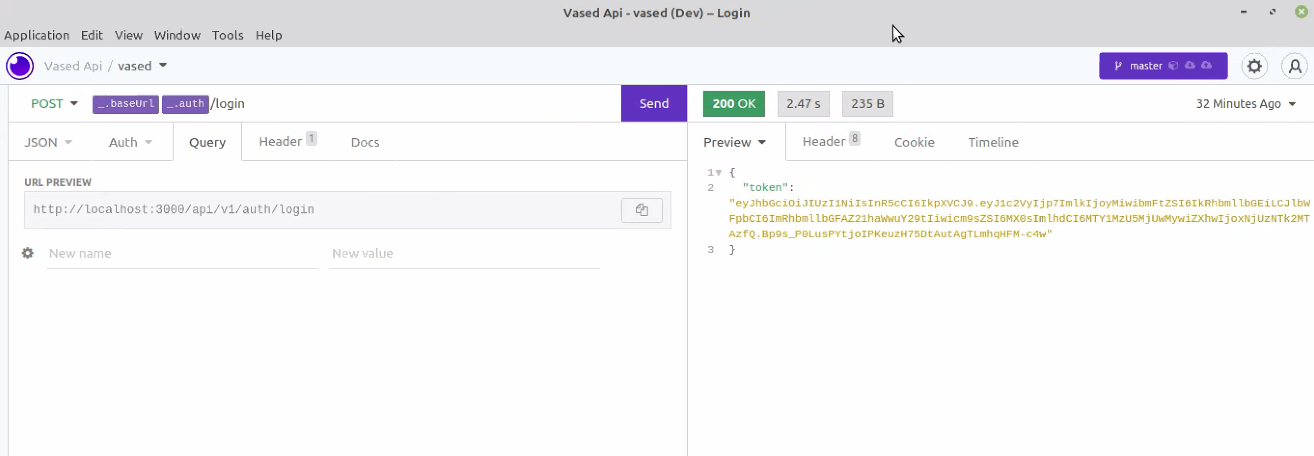 Vased Api - vased (Dev) – Login
Application Edit View Window Tools Help
Vased Api / vased
master
POST _.baseUrl _.auth /login
Send
200 OK 2.47 s 235 B
32 Minutes Ago
JSON Auth Query Header 1 Docs
Preview Header 8 Cookie Timeline
URL PREVIEW
http://localhost:3000/api/v1/auth/login
New name New value
1 {
2 "token":
"eyJhbGciOiJIUzI1NiIsInR5cCI6IkpXVCJ9.eyJ1c2VyIjp7ImlkIjoyMiwibmFtZSI6IkRhbmllbGEiLCJlbW
FpbCI6ImRhbmllbGFAZ21haWwuY29tIiwicm9sZSI6MX0sImlhdCI6MTY1MzU5MjUwMywiZXhwIjoxNjUzNTk2MT
AzfQ.Bp9s_P0LusPYtjoIPKeuzH75DtAutAgTLmhqHFM-c4w"
3 }